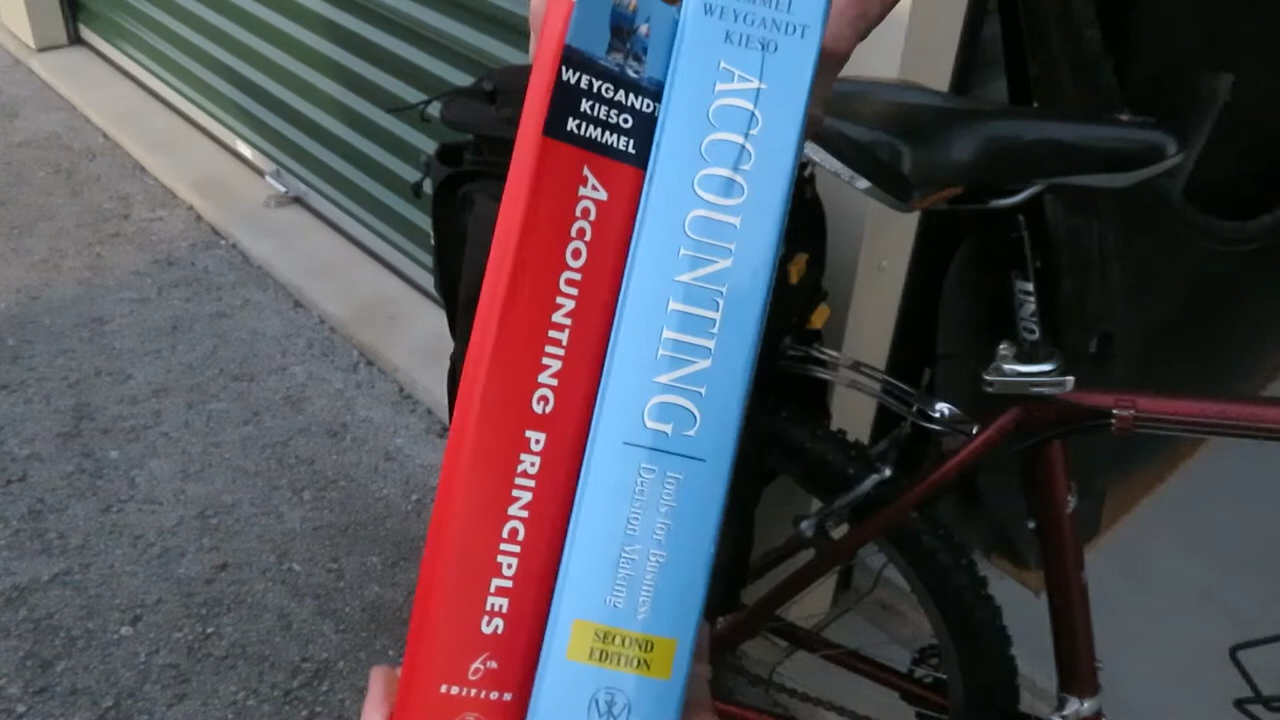 WEYGANDT
KIESO
KIMMEL
ACCOUNTING PRINCIPLES
6th
EDITION
WEYGANDT
KIESO
ACCOUNTING
Tools for Business
Decision Making
SECOND
EDITION
UNO